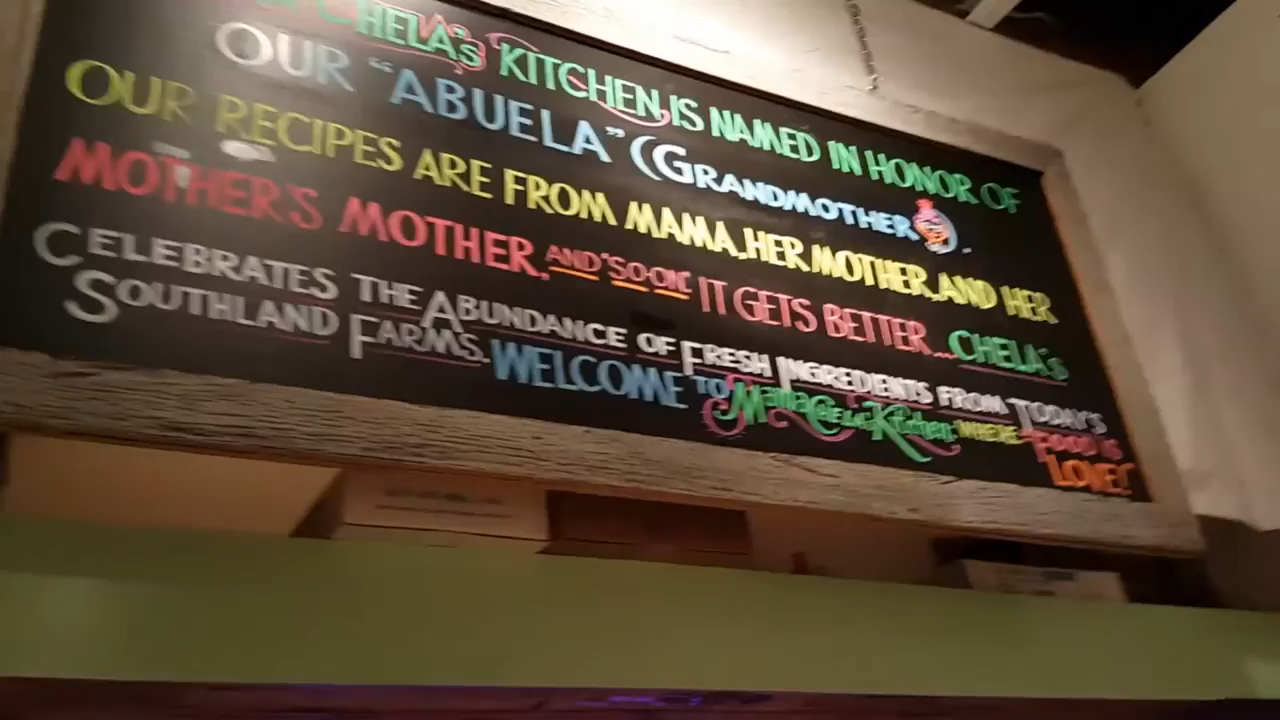 CHELA'S KITCHEN IS NAMED IN HONOR OF
OUR "ABUELA" (GRANDMOTHER)
OUR RECIPES ARE FROM MAMA, HER MOTHER, AND HER
MOTHER'S MOTHER, AND "SO-ON" IT GETS BETTER... CHELA'S
CELEBRATES THE ABUNDANCE OF FRESH INGREDIENTS FROM TODAY'S
SOUTHLAND FARMS. WELCOME TO Mama Chela's Kitchen WHERE FOOD IS
LOVE!